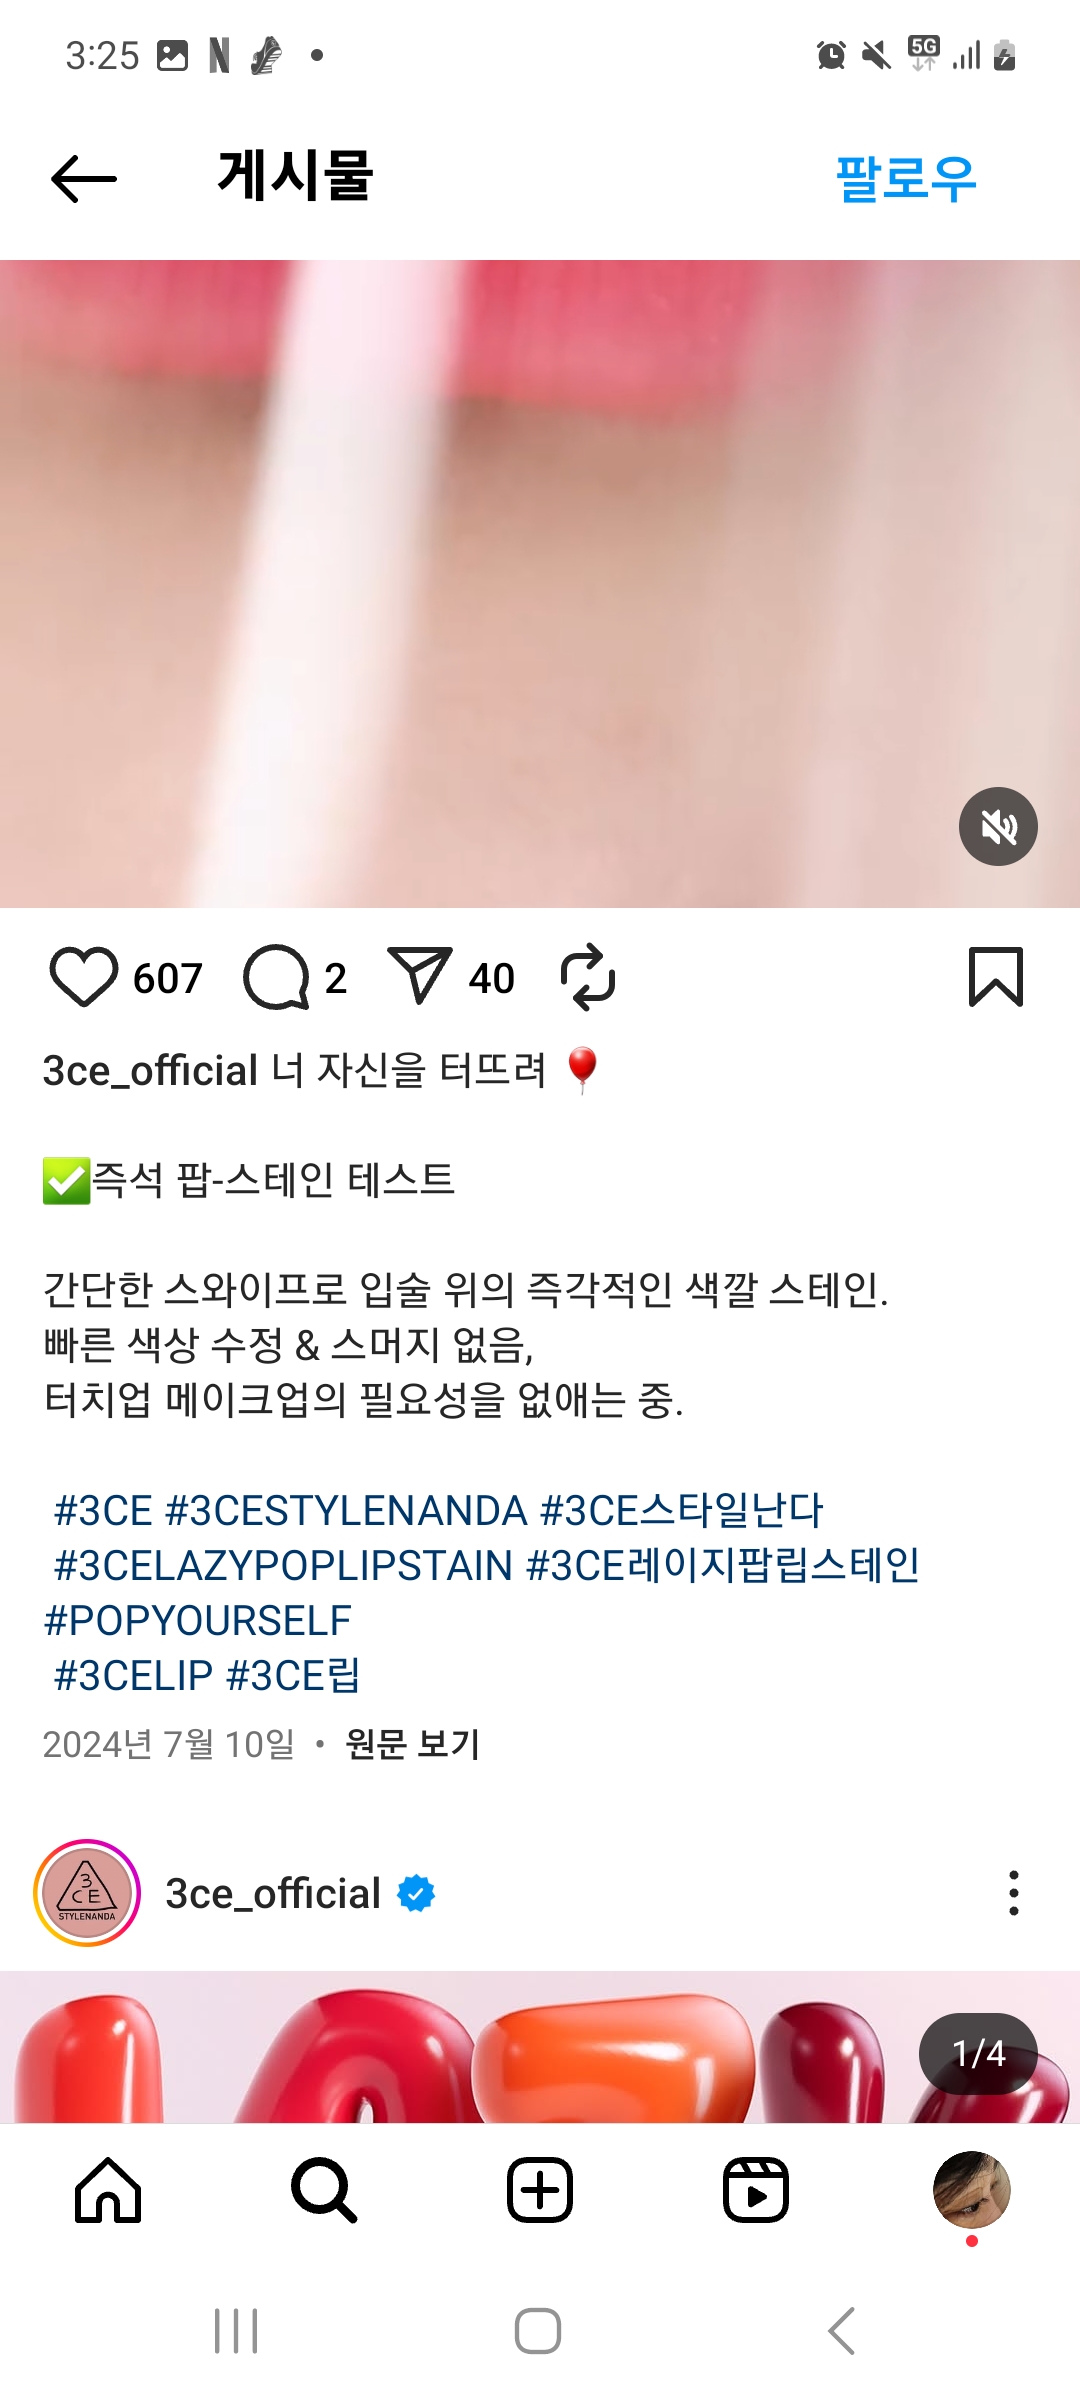 3:25
5G
게시물
팔로우
607
2
40
3ce_official 너 자신을 터뜨려
즉석 팝-스테인 테스트
간단한 스와이프로 입술 위의 즉각적인 색깔 스테인.
빠른 색상 수정 & 스머지 없음,
터치업 메이크업의 필요성을 없애는 중.
#3CE #3CESTYLENANDA #3CE스타일난다
#3CELAZYPOPLIPSTAIN #3CE레이지팝립스테인
#POPYOURSELF
#3CELIP #3CE립
2024년 7월 10일 • 원문 보기
3
CE
STYLENANDA
3ce_official
1/4